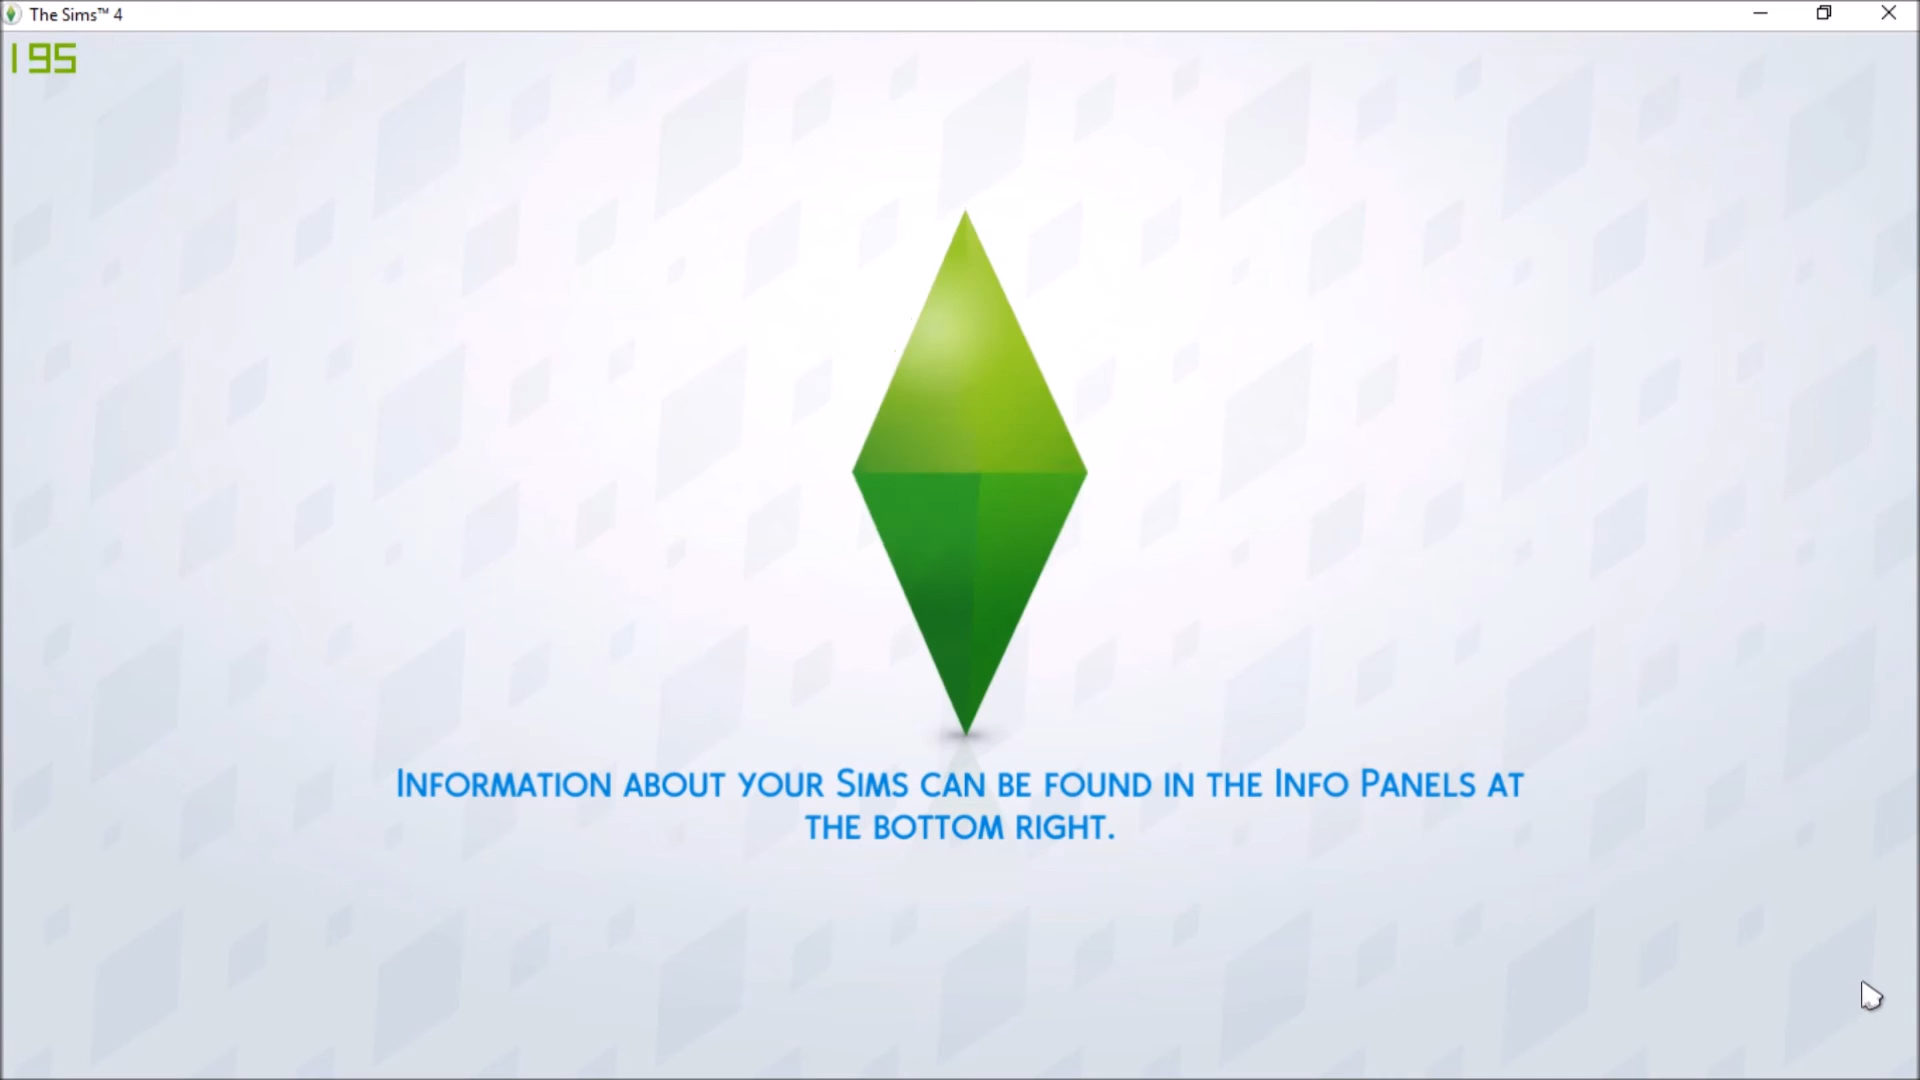 The Sims™ 4
195
Information about your Sims can be found in the Info Panels at
the bottom right.